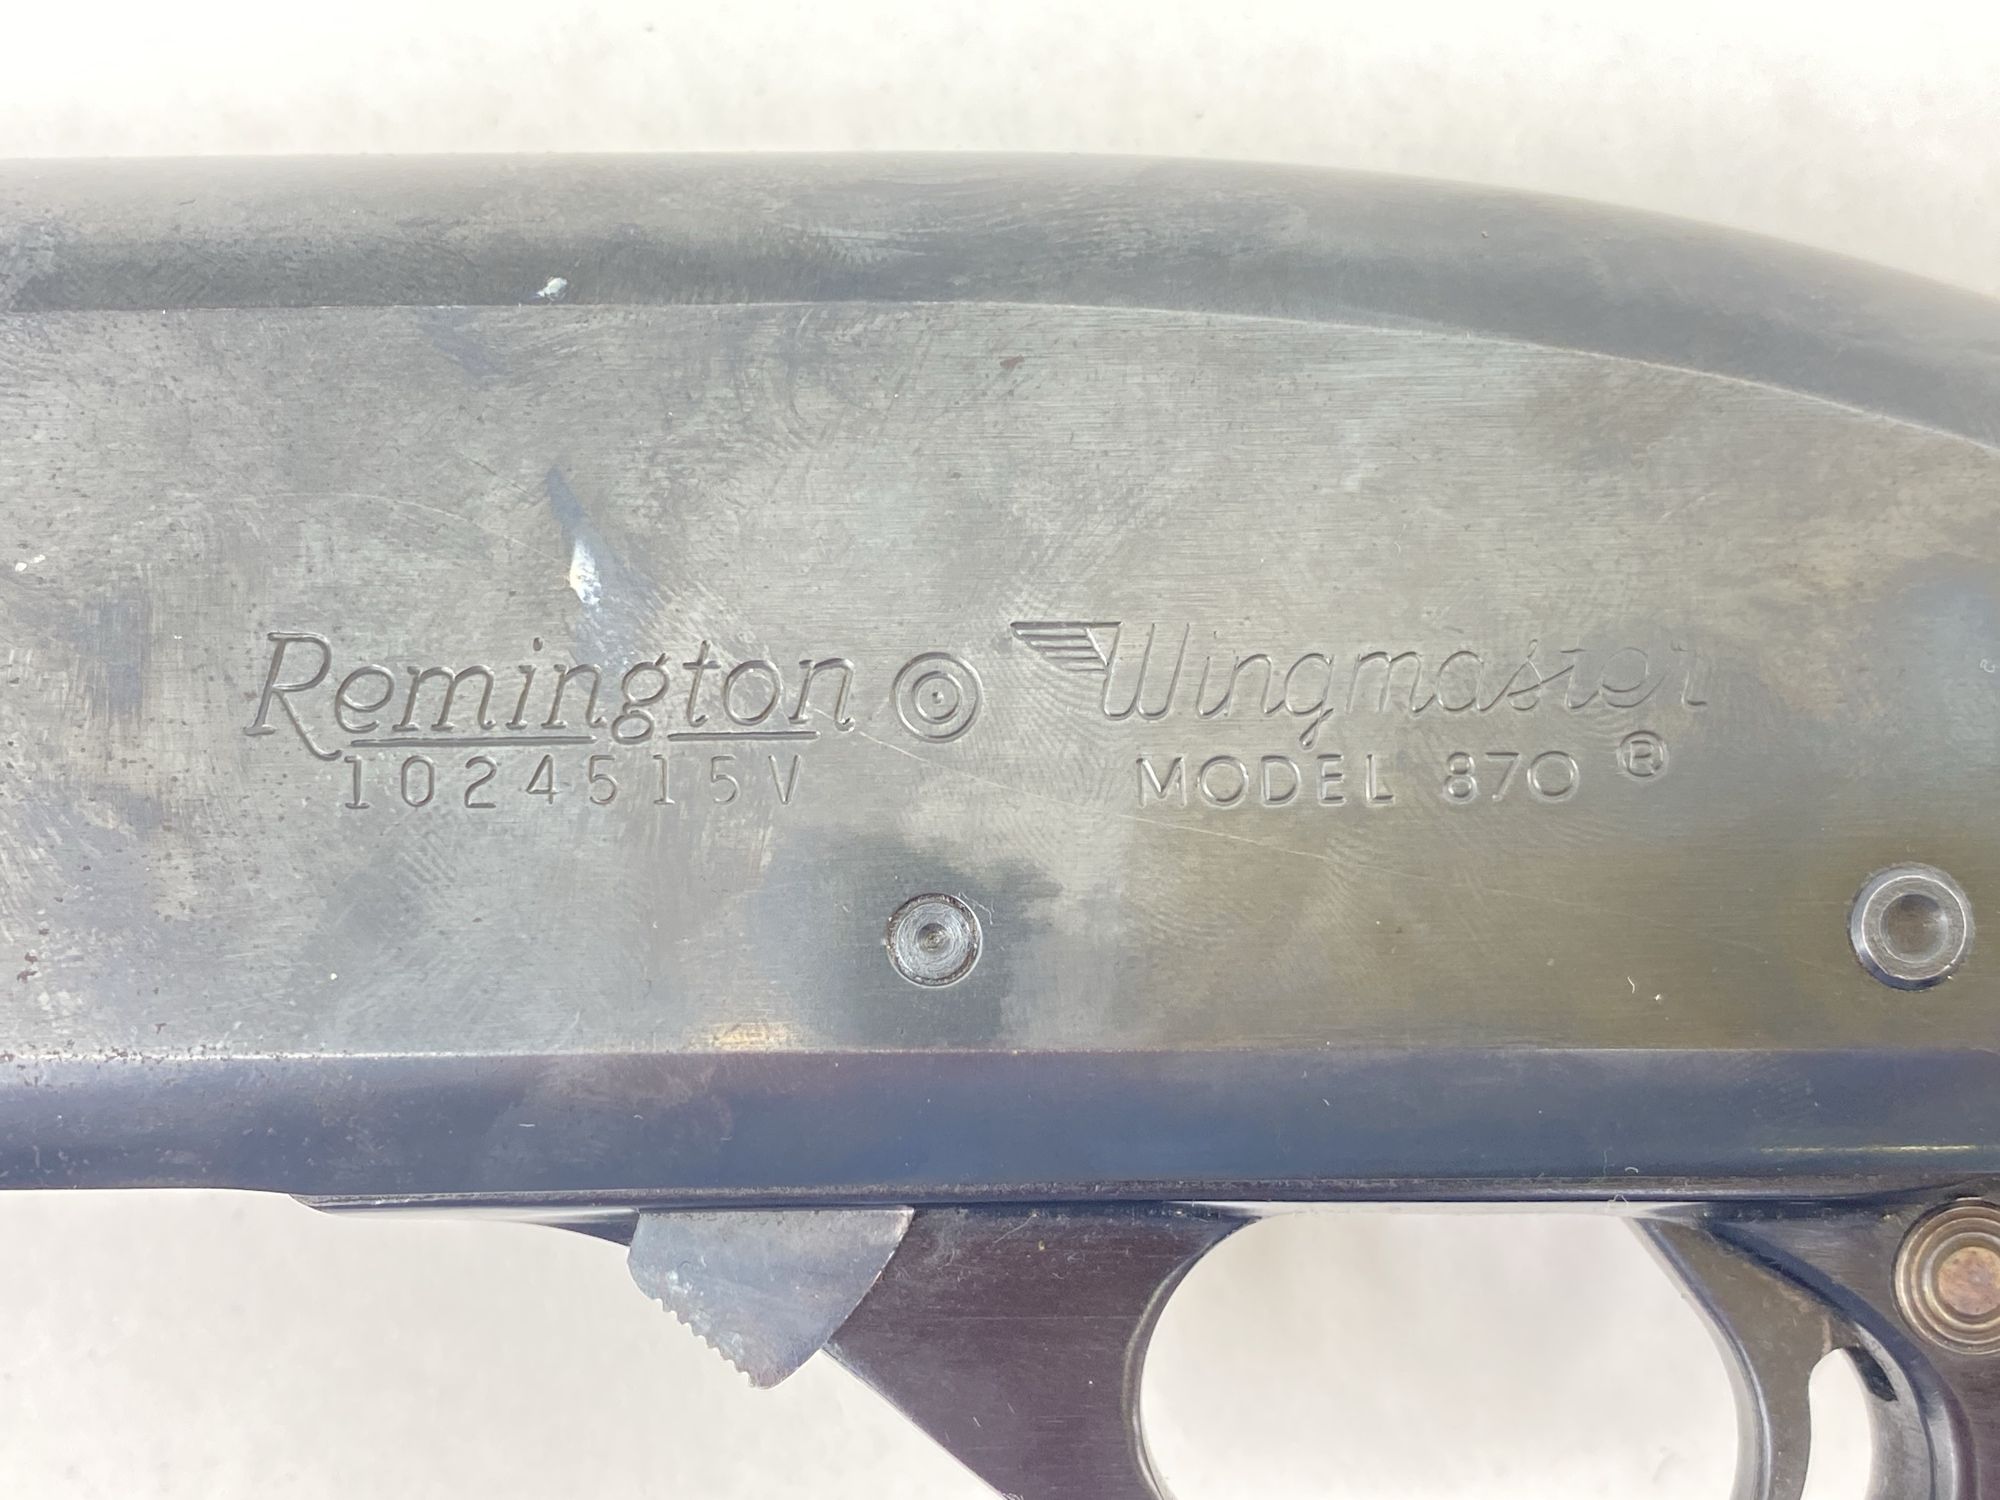 Remington Wingmaster
1024515V MODEL 870 ®